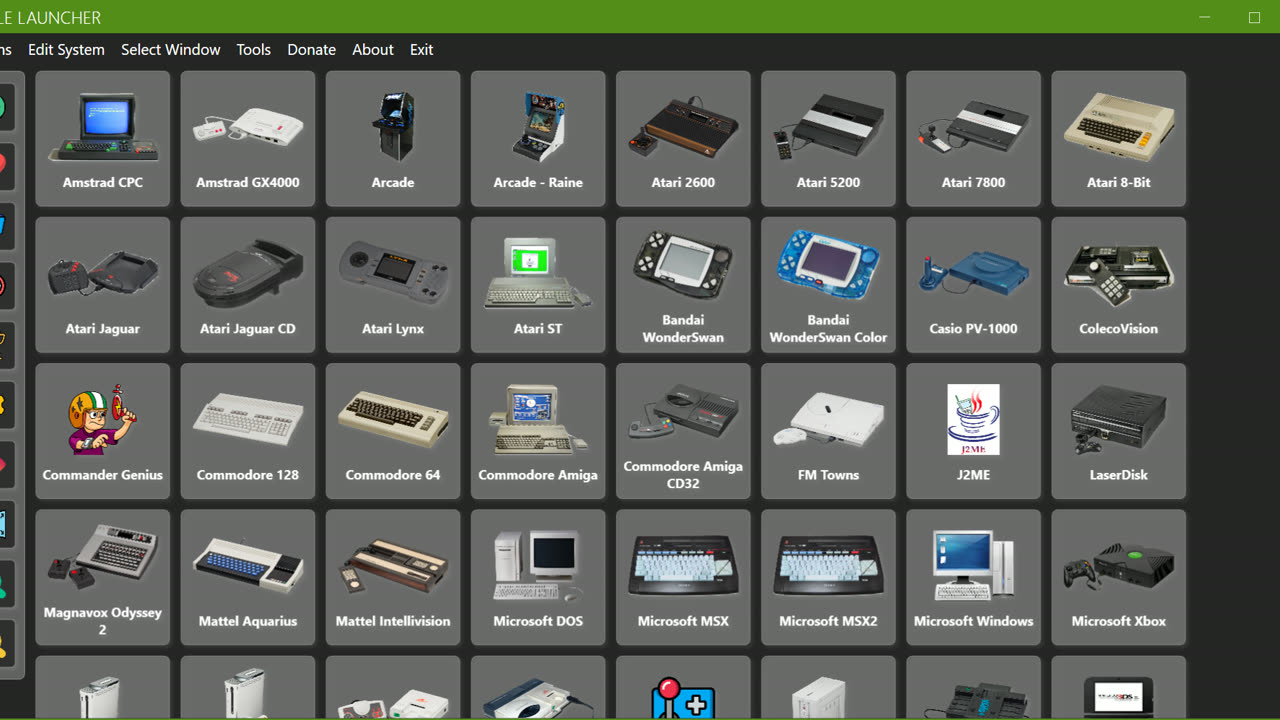 LE LAUNCHER
ns Edit System Select Window Tools Donate About Exit
Amstrad CPC
Amstrad GX4000
Arcade
Arcade - Raine
Atari 2600
Atari 5200
Atari 7800
Atari 8-Bit
Atari Jaguar
Atari Jaguar CD
Atari Lynx
Atari ST
Bandai
WonderSwan
Bandai
WonderSwan Color
Casio PV-1000
ColecoVision
Commander Genius
Commodore 128
Commodore 64
Commodore Amiga
Commodore Amiga
CD32
FM Towns
J2ME
J2ME
LaserDisk
Magnavox Odyssey
2
Mattel Aquarius
Mattel Intellivision
Microsoft DOS
Microsoft MSX
Microsoft MSX2
Microsoft Windows
Microsoft Xbox